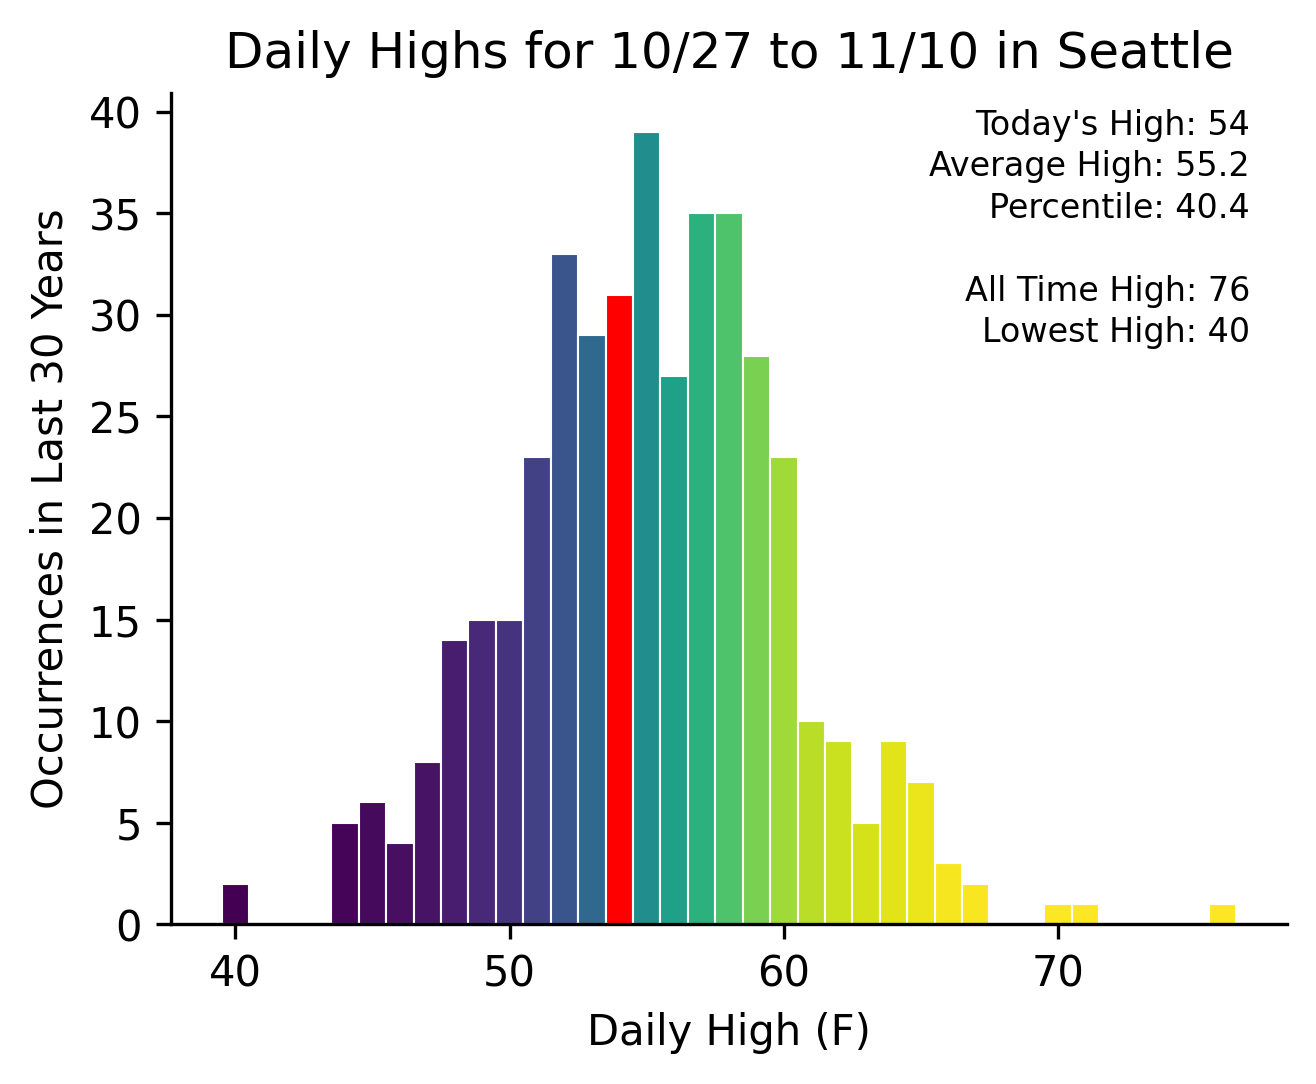 Daily Highs for 10/27 to 11/10 in Seattle
Today's High: 54
Average High: 55.2
Percentile: 40.4
All Time High: 76
Lowest High: 40
Occurrences in Last 30 Years
40
35
30
25
20
15
10
5
0
40 50 60 70
Daily High (F)